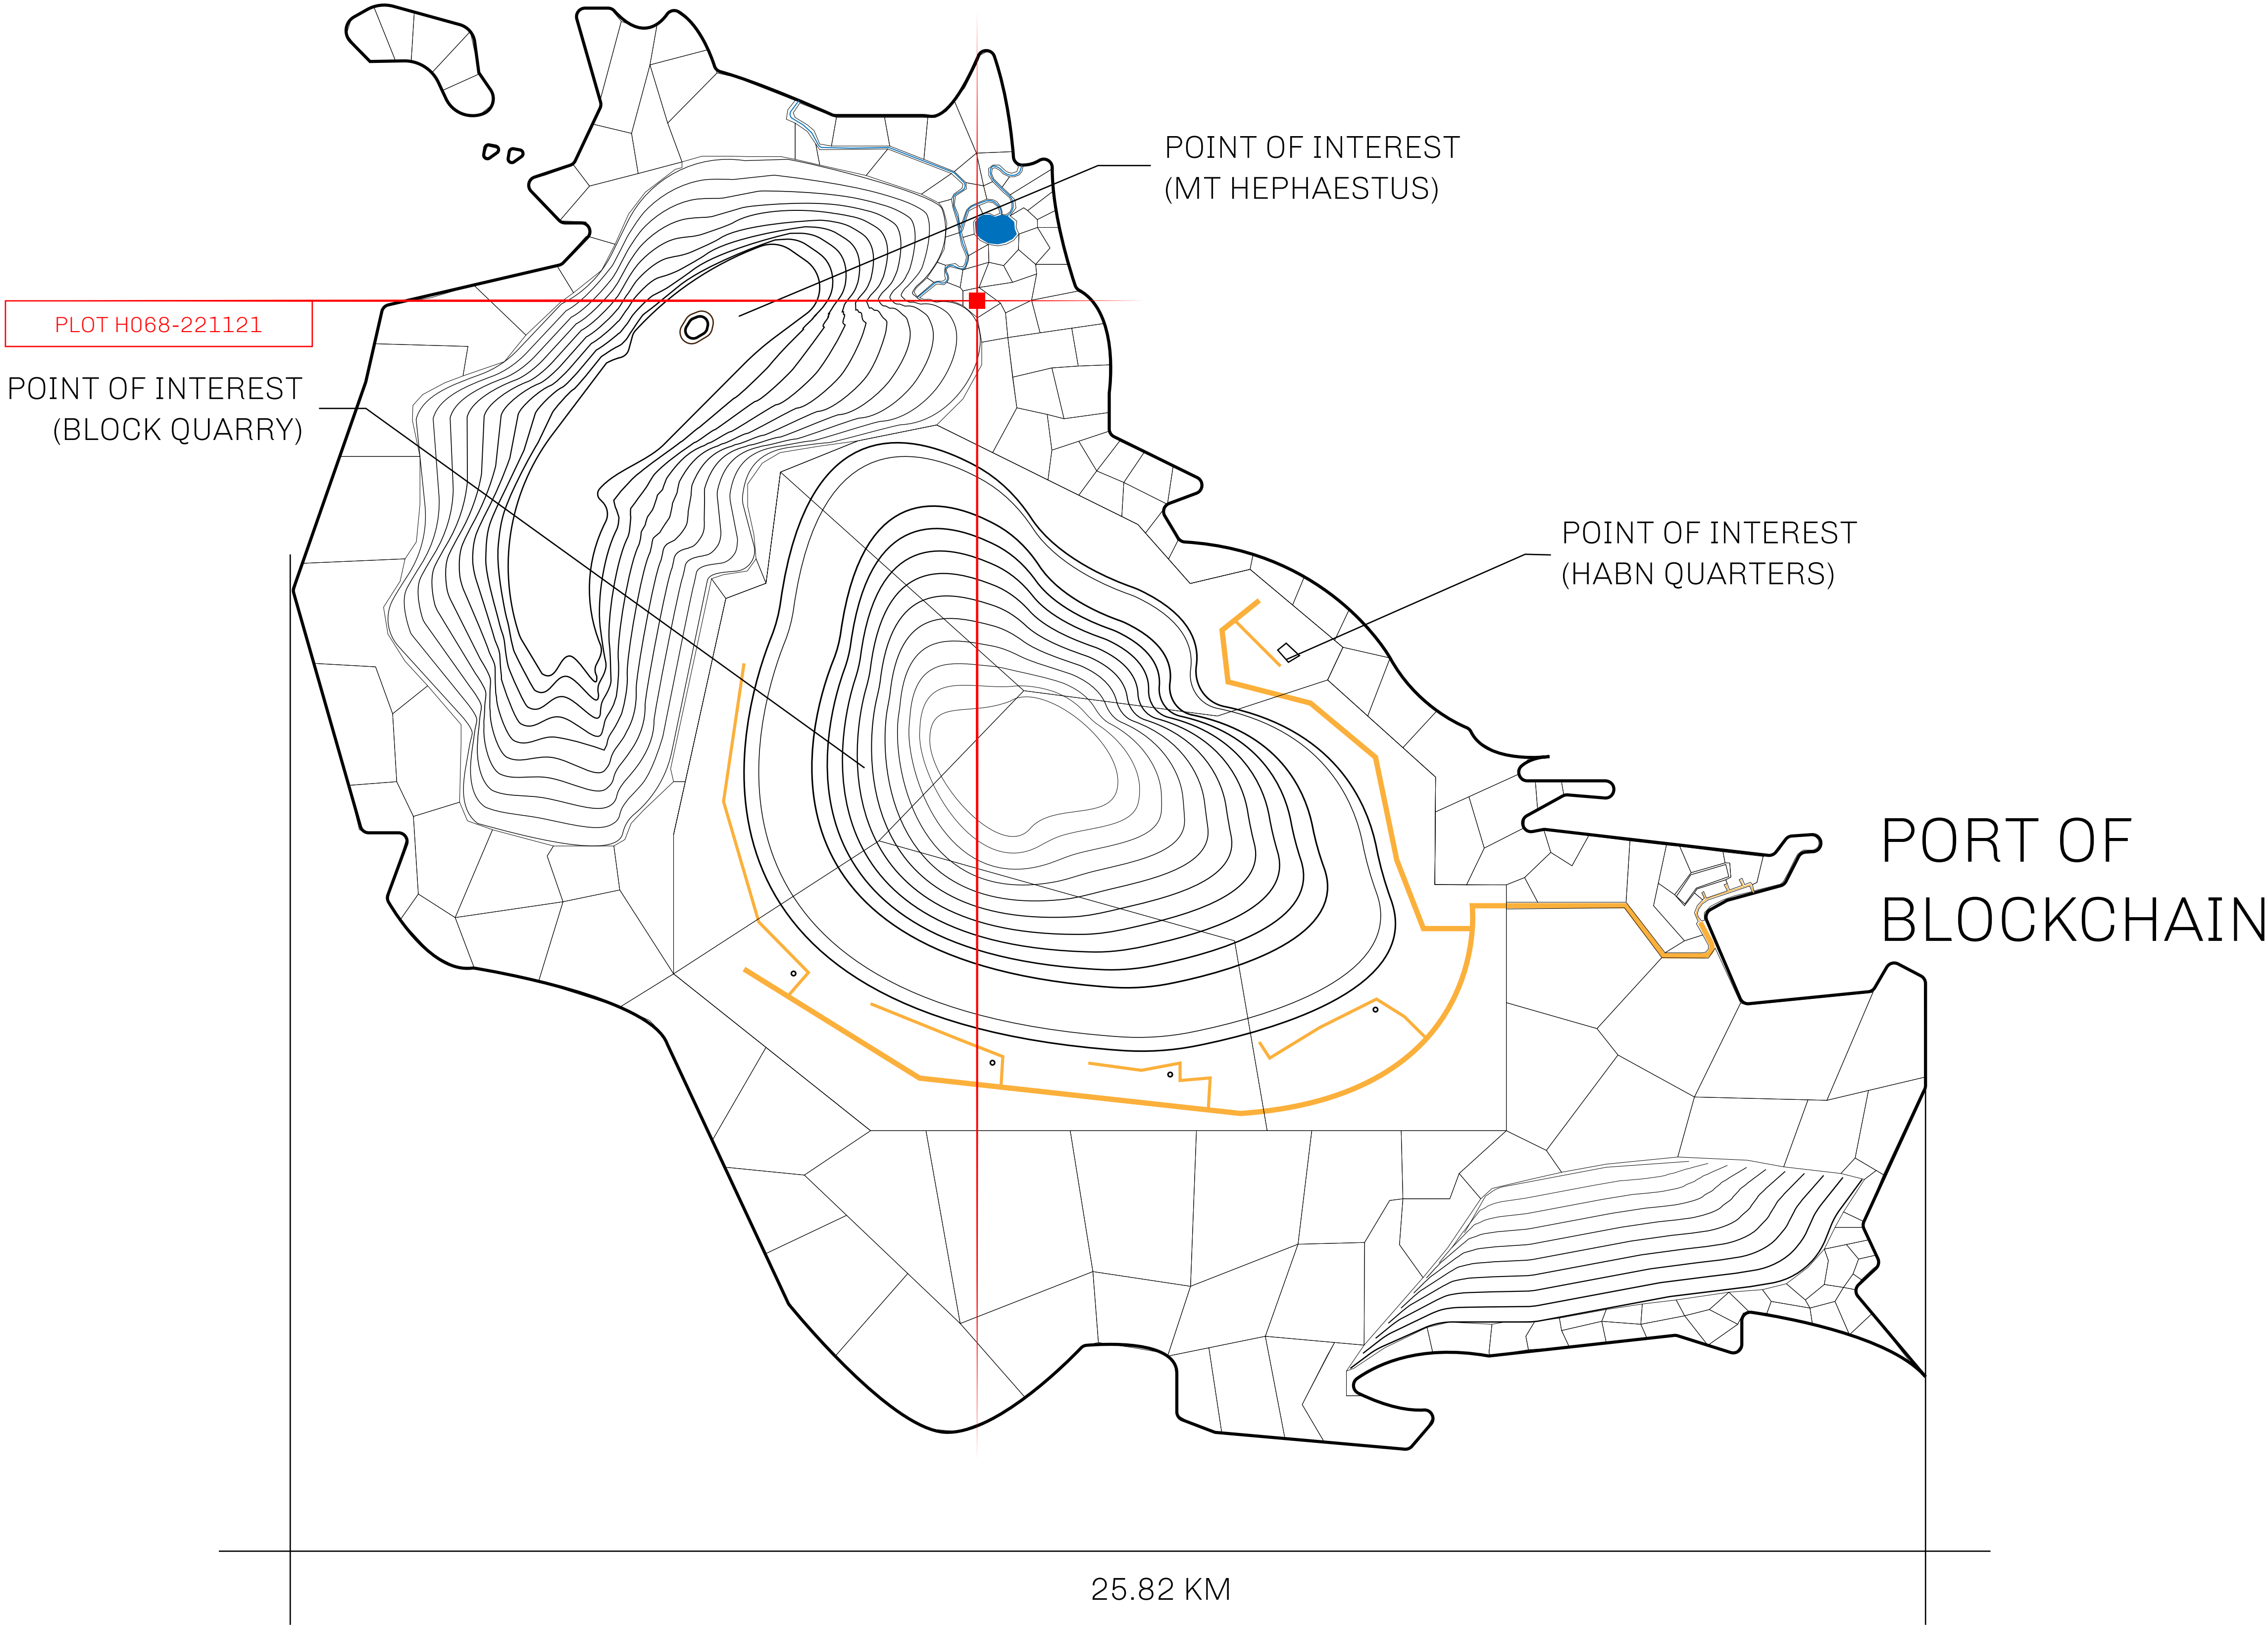 POINT OF INTEREST
(MT HEPHAESTUS)
PLOT H068-221121
POINT OF INTEREST
(BLOCK QUARRY)
POINT OF INTEREST
(HABN QUARTERS)
PORT OF
BLOCKCHAIN
25.82 KM